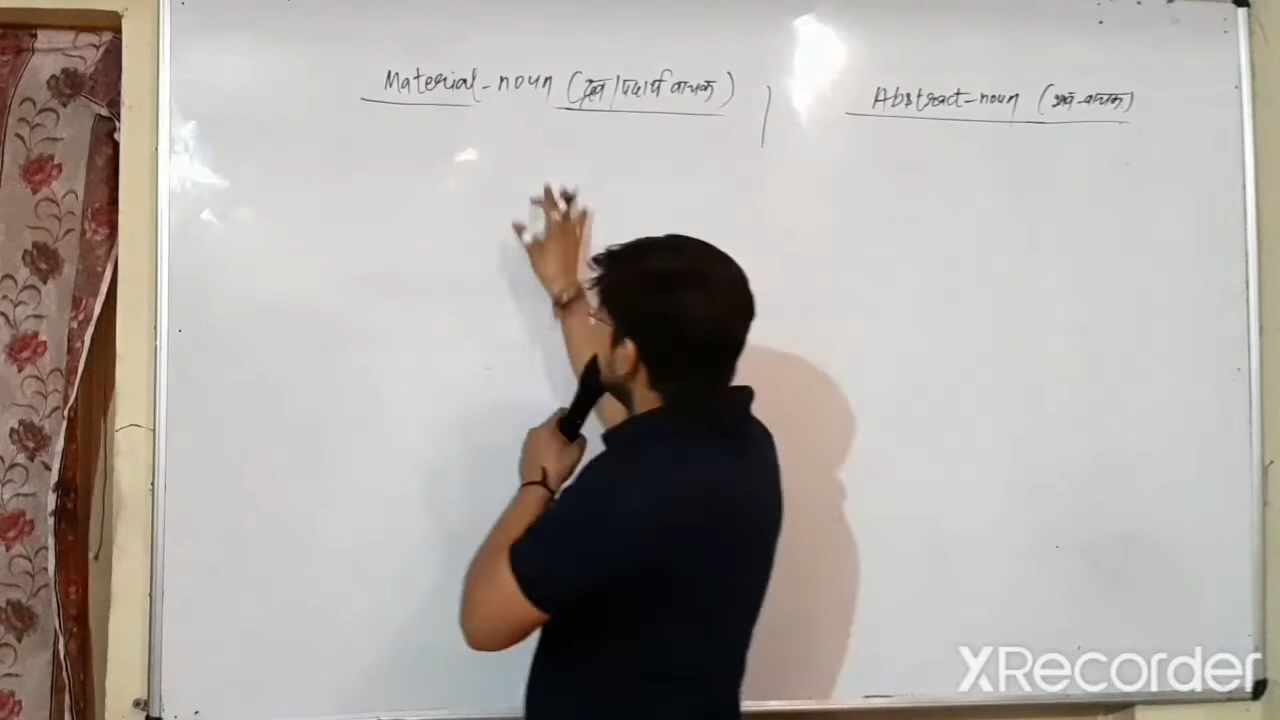 Material-noun (द्रव्य/पदार्थ वाचक) | Abstract-noun (भाव-वाचक)
XRecorder